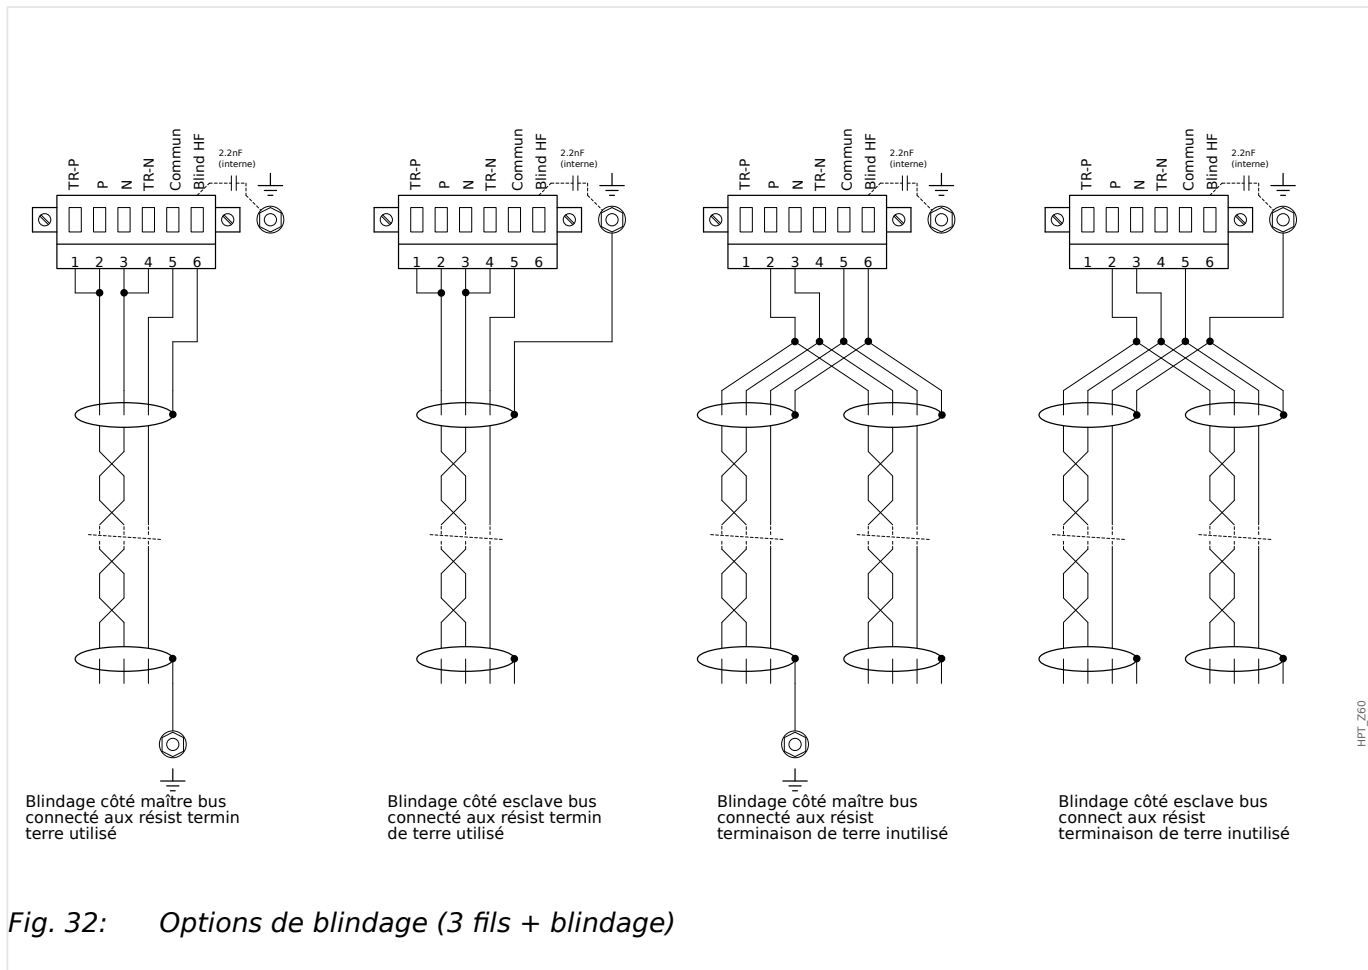 TR-P
P
N
TR-N
Commun
Blind HF
2.2nF
(interne)
1 2 3 4 5 6
TR-P
P
N
TR-N
Commun
Blind HF
2.2nF
(interne)
1 2 3 4 5 6
TR-P
P
N
TR-N
Commun
Blind HF
2.2nF
(interne)
1 2 3 4 5 6
TR-P
P
N
TR-N
Commun
Blind HF
2.2nF
(interne)
1 2 3 4 5 6
Blindage côté maître bus
connecté aux résist termin
terre utilisé
Blindage côté esclave bus
connecté aux résist termin
de terre utilisé
Blindage côté maître bus
connecté aux résist
terminaison de terre inutilisé
Blindage côté esclave bus
connect aux résist
terminaison de terre inutilisé
HPT_Z60
Fig. 32: Options de blindage (3 fils + blindage)